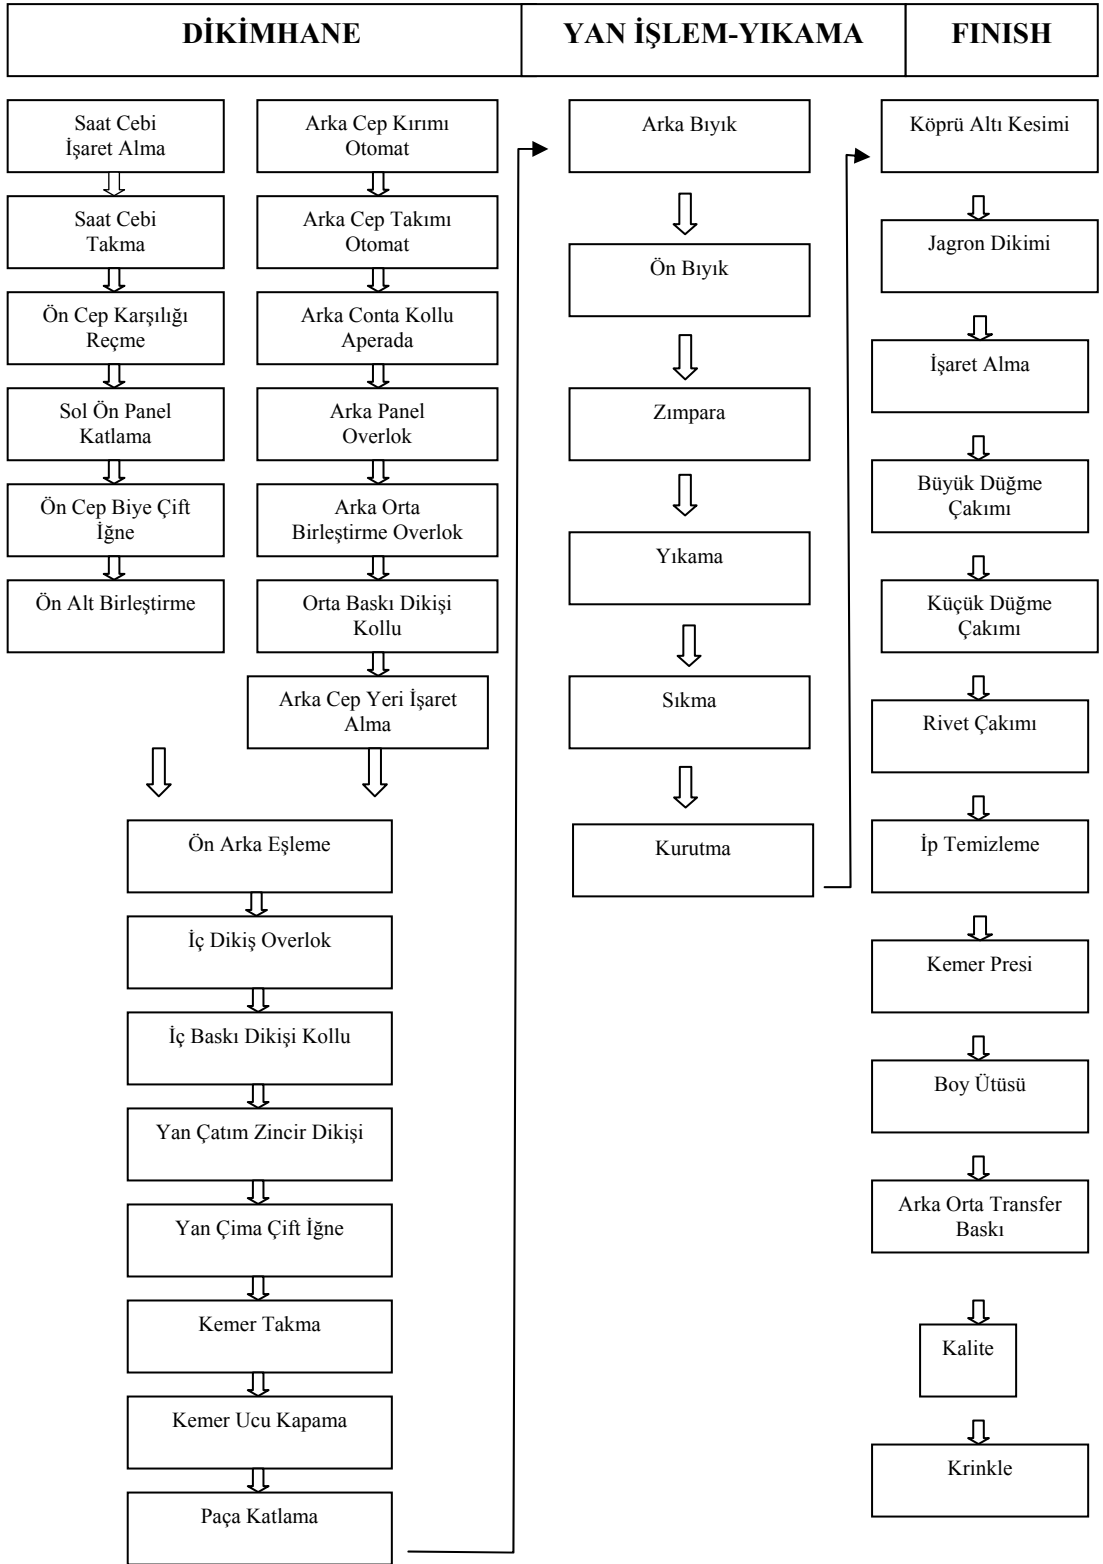 DİKİMHANE
YAN İŞLEM-YIKAMA
FINISH
Saat Cebi
İşaret Alma
Saat Cebi
Takma
Ön Cep Karşılığı
Reçme
Sol Ön Panel
Katlama
Ön Cep Biye Çift
İğne
Ön Alt Birleştirme
Arka Cep Kırımı
Otomat
Arka Cep Takımı
Otomat
Arka Conta Kollu
Aperada
Arka Panel
Overlok
Arka Orta
Birleştirme Overlok
Orta Baskı Dikişi
Kollu
Arka Cep Yeri İşaret
Alma
Ön Arka Eşleme
İç Dikiş Overlok
İç Baskı Dikişi Kollu
Yan Çatım Zincir Dikişi
Yan Çima Çift İğne
Kemer Takma
Kemer Ucu Kapama
Paça Katlama
Arka Bıyık
Ön Bıyık
Zımpara
Yıkama
Sıkma
Kurutma
Köprü Altı Kesimi
Jagron Dikimi
İşaret Alma
Büyük Düğme
Çakımı
Küçük Düğme
Çakımı
Rivet Çakımı
İp Temizleme
Kemer Presi
Boy Ütüsü
Arka Orta Transfer
Baskı
Kalite
Krinkle